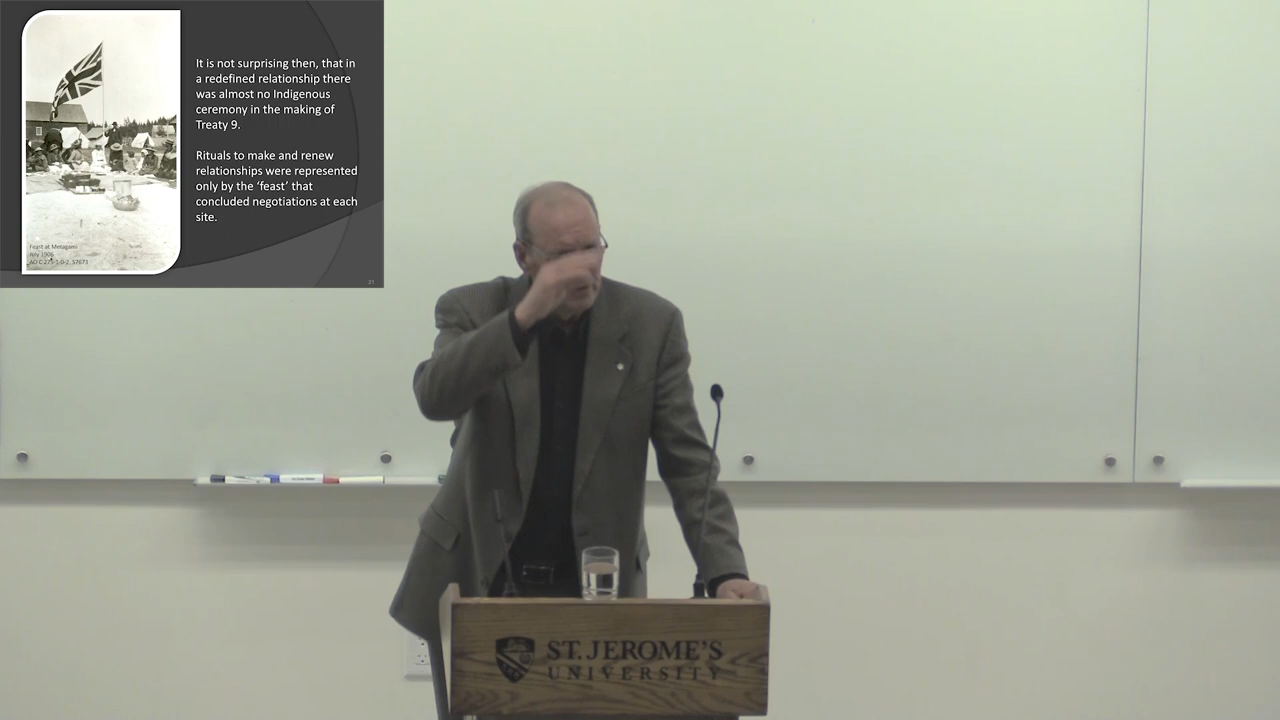 It is not surprising then, that in
a redefined relationship there
was almost no Indigenous
ceremony in the making of
Treaty 9.
Rituals to make and renew
relationships were represented
only by the ‘feast’ that
concluded negotiations at each
site.
Feast at Metagami
July 1906
21
ST. JEROME'S
UNIVERSITY